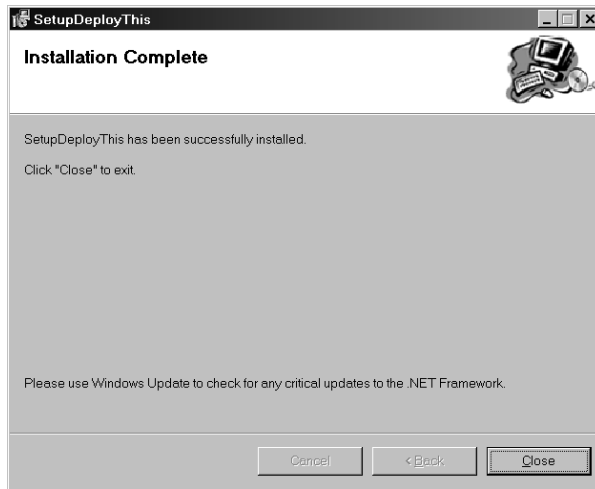 SetupDeployThis
Installation Complete
SetupDeployThis has been successfully installed.
Click "Close" to exit.
Please use Windows Update to check for any critical updates to the .NET Framework.
Cancel
< Back
Close